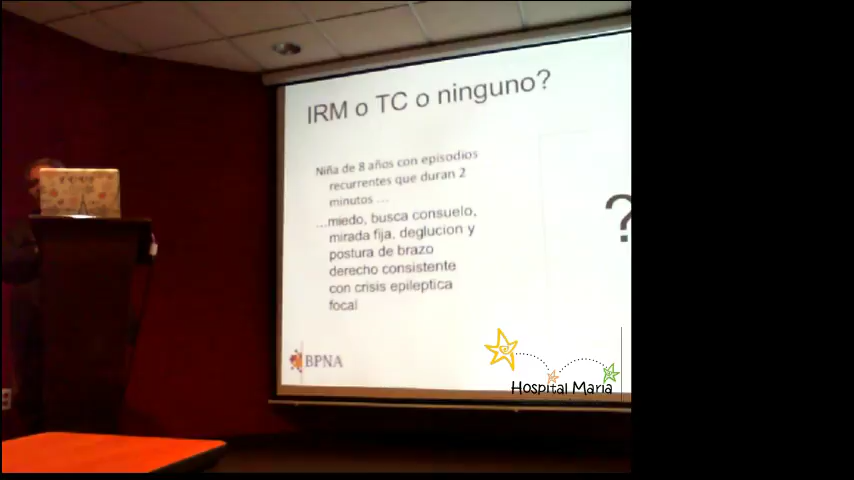 IRM o TC o ninguno?
Niña de 8 años con episodios
recurrentes que duran 2
minutos ...
...miedo, busca consuelo,
mirada fija, deglucion y
postura de brazo
derecho consistente
con crisis epileptica
focal
?
BPNA
Hospital María